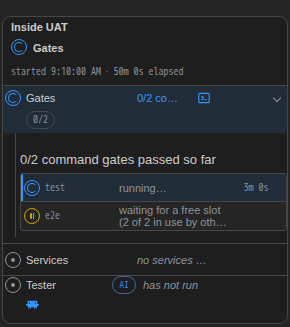 Inside UAT
Gates
started 9:10:00 AM · 50m 0s elapsed
Gates 0/2 co…
0/2
0/2 command gates passed so far
test running… 3m 0s
e2e waiting for a free slot
(2 of 2 in use by oth…
Services no services …
Tester AI has not run